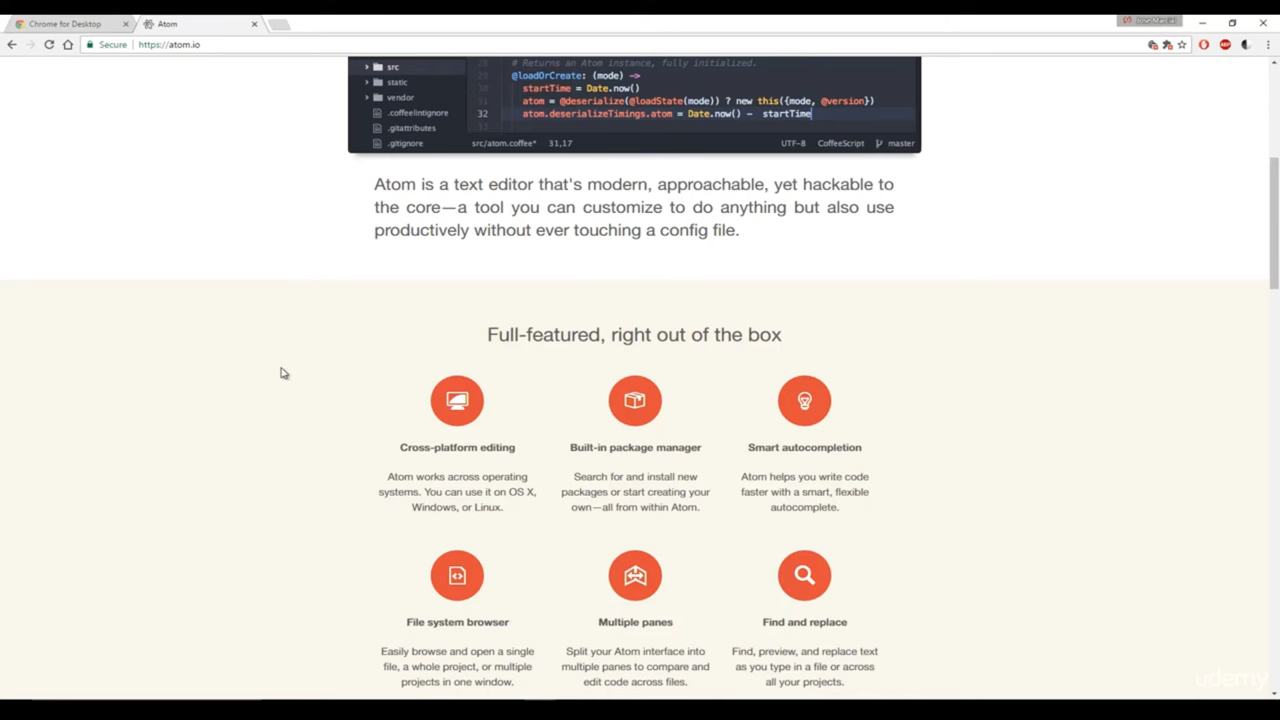 Chrome for Desktop
Atom
Jose Marcial
Secure
https://atom.io
src
28
# Returns an Atom instance, fully initialized.
static
29
@loadOrCreate: (mode) ->
30
startTime = Date.now()
vendor
31
atom = @deserialize(@loadState(mode)) ? new this({mode, @version})
.coffeelintignore
32
atom.deserializeTimings.atom = Date.now() - startTime
.gitattributes
33
.gitignore
src/atom.coffee*
31,17
UTF-8
CoffeeScript
master
Atom is a text editor that's modern, approachable, yet hackable to
the core—a tool you can customize to do anything but also use
productively without ever touching a config file.
Full-featured, right out of the box
Cross-platform editing
Atom works across operating
systems. You can use it on OS X,
Windows, or Linux.
Built-in package manager
Search for and install new
packages or start creating your
own—all from within Atom.
Smart autocompletion
Atom helps you write code
faster with a smart, flexible
autocomplete.
File system browser
Easily browse and open a single
file, a whole project, or multiple
projects in one window.
Multiple panes
Split your Atom interface into
multiple panes to compare and
edit code across files.
Find and replace
Find, preview, and replace text
as you type in a file or across
all your projects.
udemy